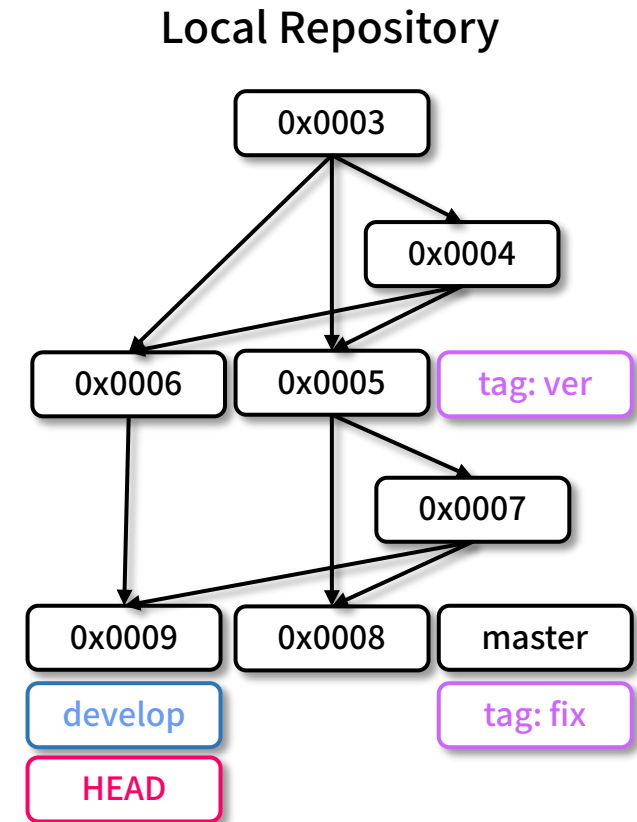 Local Repository
0x0003
0x0004
0x0006
0x0005
tag: ver
0x0007
0x0009
0x0008
master
develop
tag: fix
HEAD